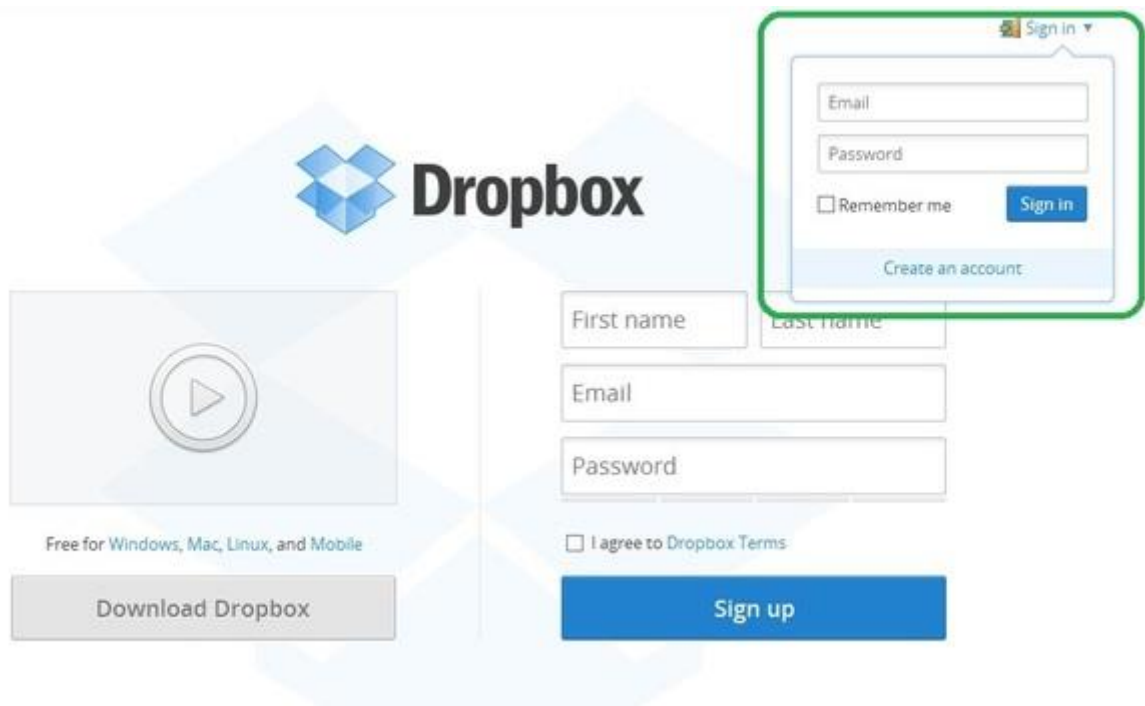 Sign in
Email
Password
Remember me
Sign in
Create an account
Dropbox
First name
Last name
Email
Password
I agree to Dropbox Terms
Sign up
Free for Windows, Mac, Linux, and Mobile
Download Dropbox